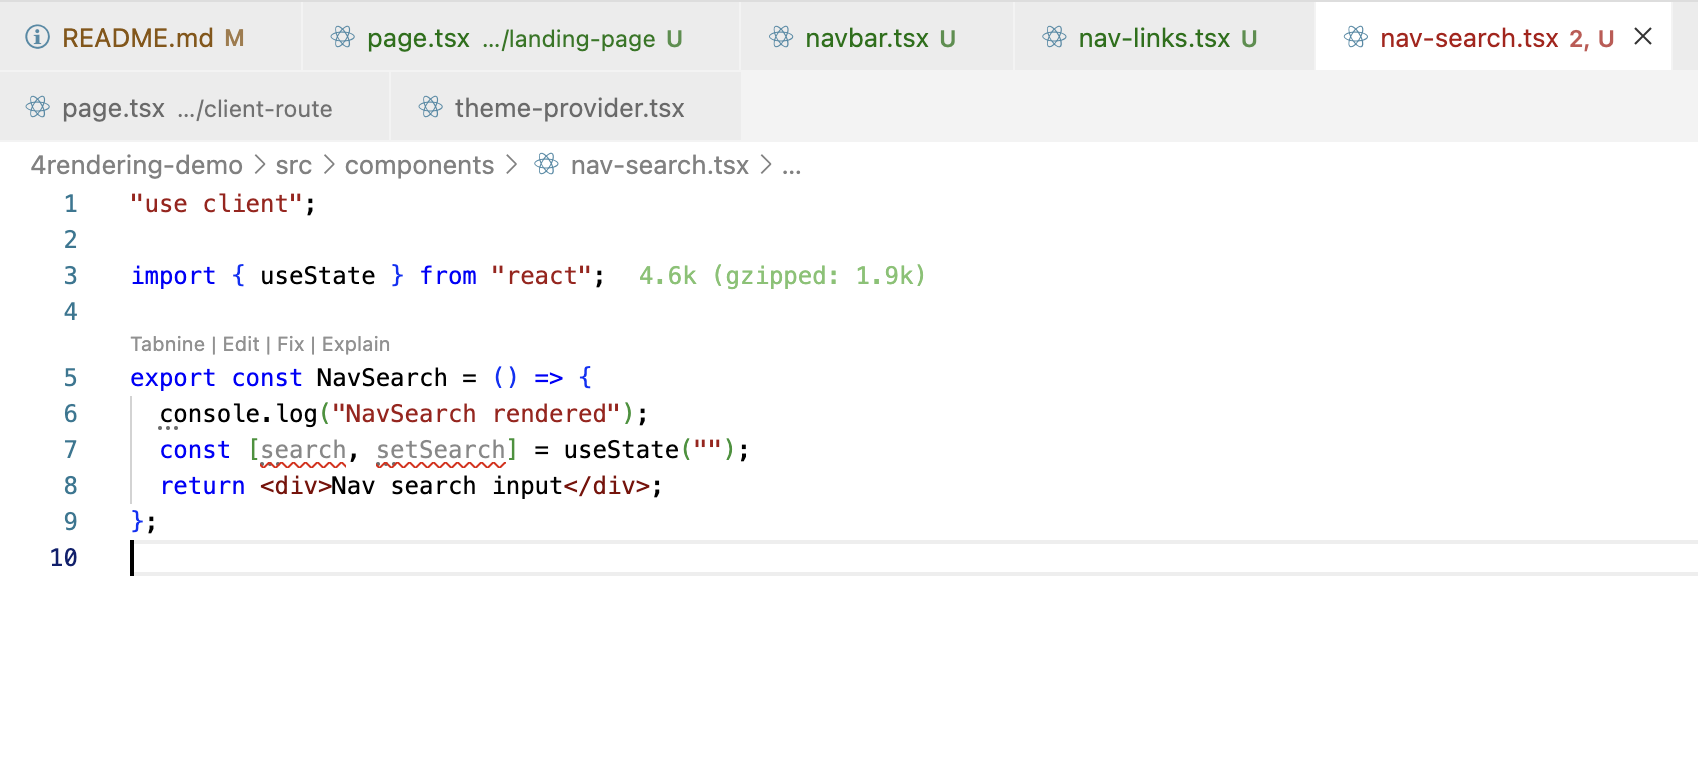 README.md M page.tsx .../landing-page U navbar.tsx U nav-links.tsx U nav-search.tsx 2, U
page.tsx .../client-route theme-provider.tsx
4rendering-demo > src > components > nav-search.tsx > ...
1 "use client";
2
3 import { useState } from "react"; 4.6k (gzipped: 1.9k)
4
Tabnine | Edit | Fix | Explain
5 export const NavSearch = () => {
6 console.log("NavSearch rendered");
7 const [search, setSearch] = useState("");
8 return <div>Nav search input</div>;
9 };
10